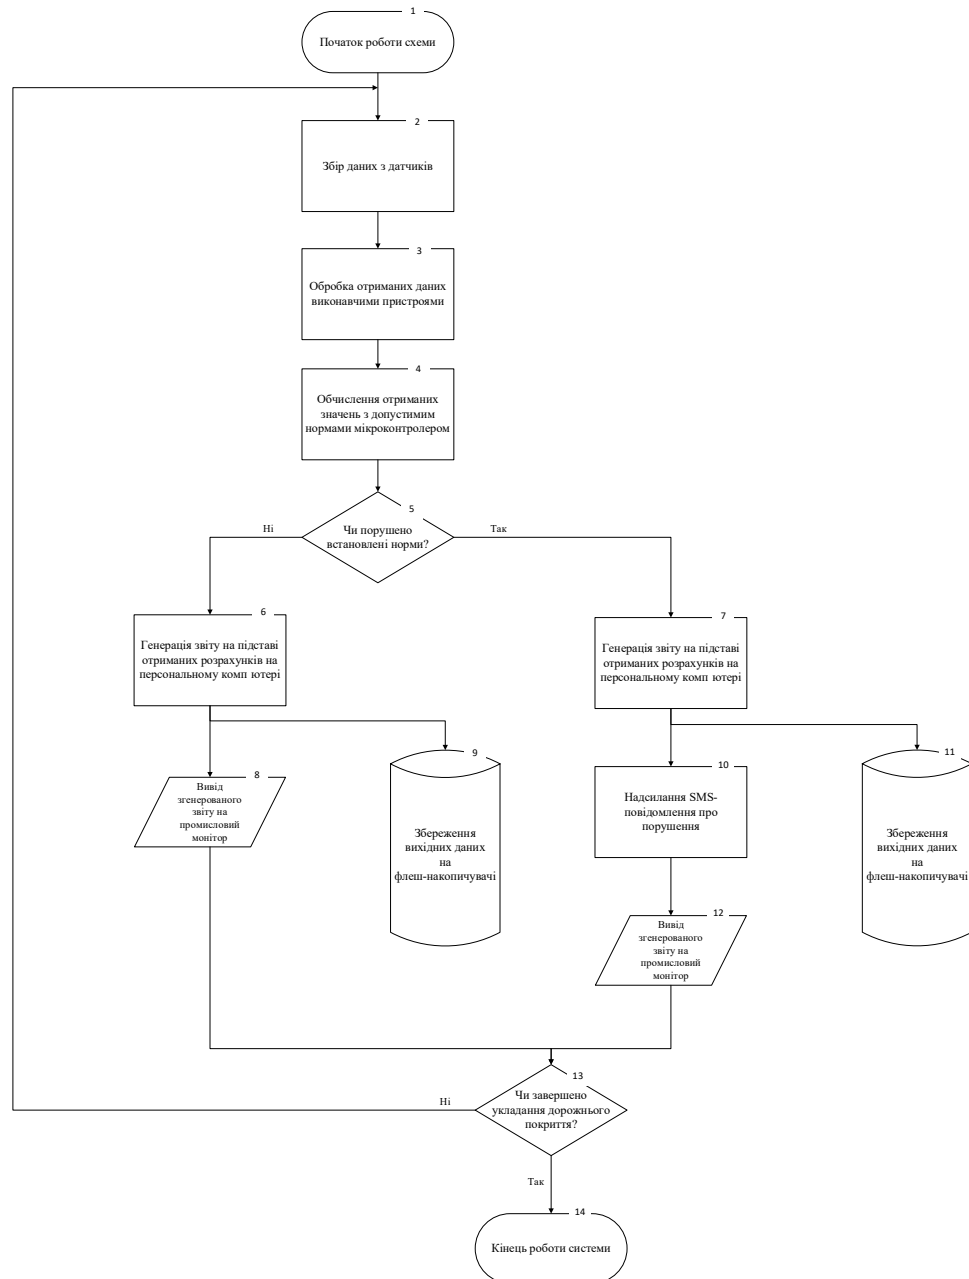 1
Початок роботи схеми
2
Збір даних з датчиків
3
Обробка отриманих даних
виконавчими пристроями
4
Обчислення отриманих
значень з допустимим
нормами мікроконтролером
5
Ні
Чи порушено
встановлені норми?
Так
6
Генерація звіту на підставі
отриманих розрахунків на
персональному комп ютері
7
Генерація звіту на підставі
отриманих розрахунків на
персональному комп ютері
8
Вивід
згенерованого
звіту на
промисловий
монітор
9
Збереження
вихідних даних
на
флеш-накопичувачі
10
Надсилання SMS-
повідомлення про
порушення
11
Збереження
вихідних даних
на
флеш-накопичувачі
12
Вивід
згенерованого
звіту на
промисловий
монітор
13
Ні
Чи завершено
укладання дорожнього
покриття?
Так
14
Кінець роботи системи